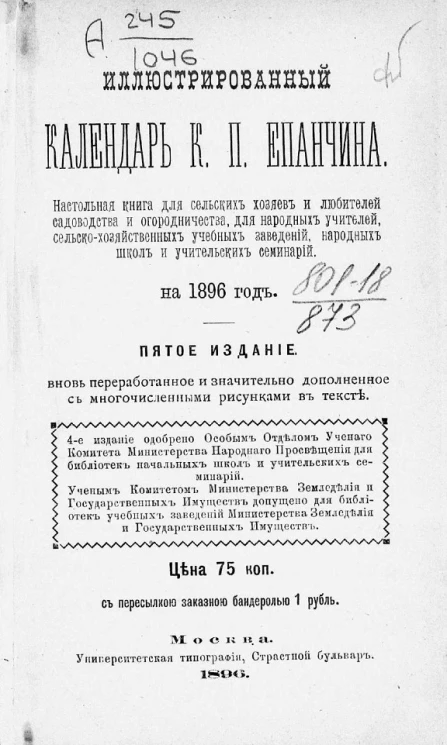 А 245
1046
ф
ИЛЛЮСТРИРОВАННЫЙ
КАЛЕНДАРЬ К. П. ЕПАНЧИНА.
Настольная книга для сельскихъ хозяевъ и любителей
садоводства и огородничества, для народныхъ учителей,
сельско-хозяйственныхъ учебныхъ заведеній, народныхъ
школъ и учительскихъ семинарій.
на 1896 годъ.
801-18
873
ПЯТОЕ ИЗДАНІЕ.
вновь переработанное и значительно дополненное
съ многочисленными рисунками въ текстѣ.
4-е изданіе одобрено Особымъ Отдѣломъ Ученаго
Комитета Министерства Народнаго Просвѣщенія для
библіотекъ начальныхъ школъ и учительскихъ се-
минарій.
Ученымъ Комитетомъ Министерства Земледѣлія и
Государственныхъ Имуществъ допущено для библі-
отекъ учебныхъ заведеній Министерства Земледѣлія
и Государственныхъ Имуществъ.
Цѣна 75 коп.
съ пересылкою заказною бандеролью 1 рубль.
Москва.
Университетская типографія, Страстной бульваръ.
1896.